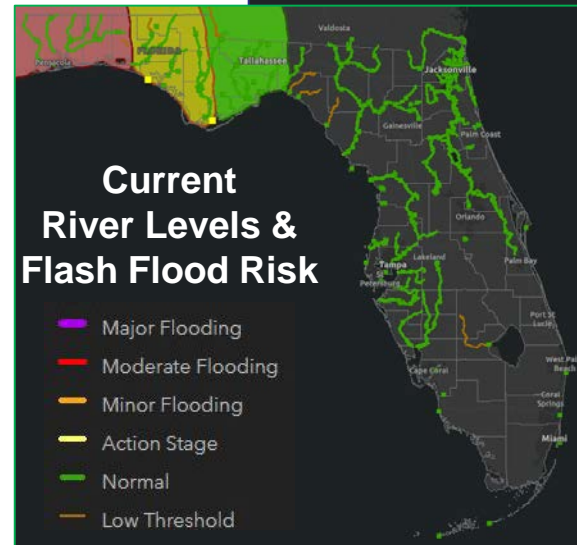 Valdosta
FLORIDA
Pensacola
Tallahassee
Jacksonville
Gainesville
Palm Coast
Current
River Levels &
Flash Flood Risk
Orlando
Lakeland
Tampa
St.
Petersburg
Palm Bay
Port St.
Lucie
West Palm
Beach
Cape Coral
Coral
Springs
Miami
Major Flooding
Moderate Flooding
Minor Flooding
Action Stage
Normal
Low Threshold